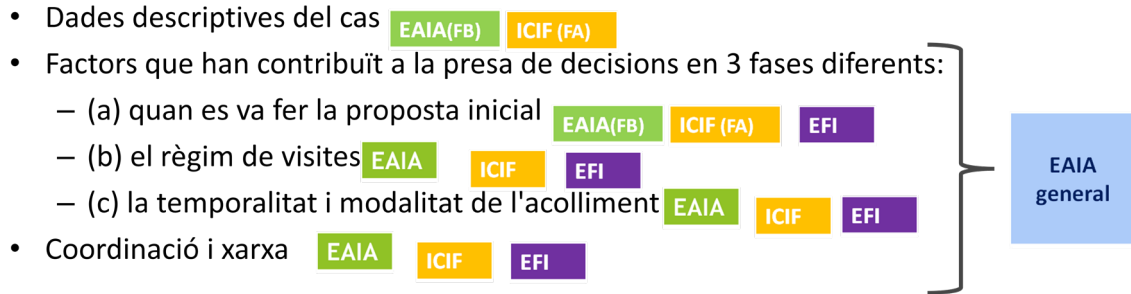 • Dades descriptives del cas EAIA(FB) ICIF (FA)
• Factors que han contribuït a la presa de decisions en 3 fases diferents:
– (a) quan es va fer la proposta inicial EAIA(FB) ICIF (FA) EFI
– (b) el règim de visites EAIA ICIF EFI
– (c) la temporalitat i modalitat de l'acolliment EAIA ICIF EFI
• Coordinació i xarxa EAIA ICIF EFI
EAIA
general